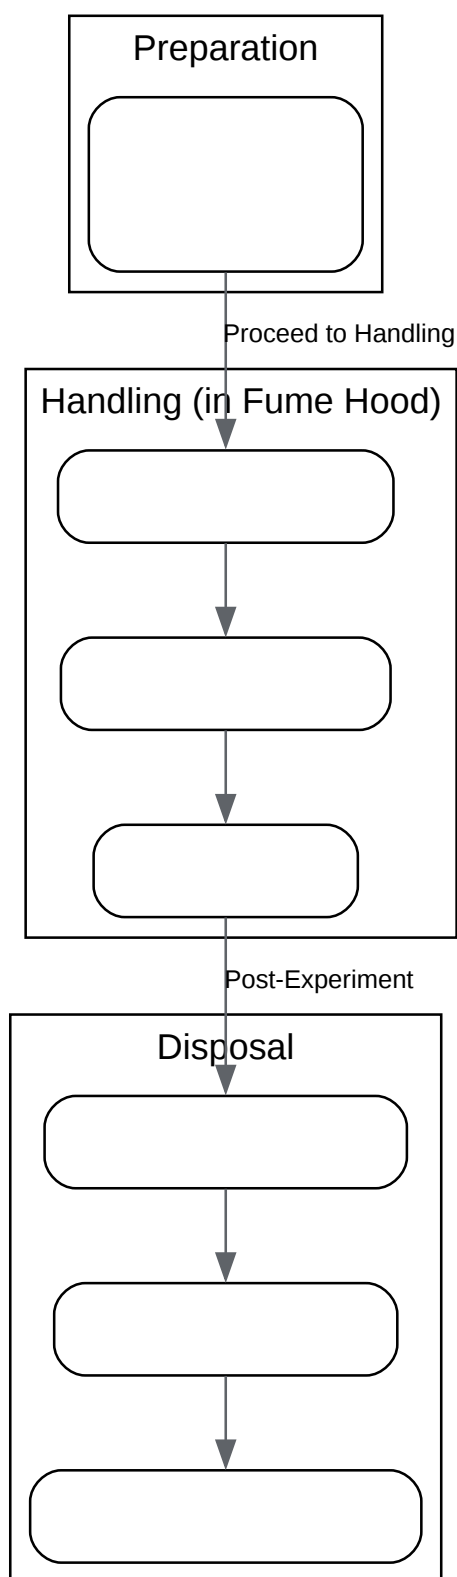 Preparation
Proceed to Handling
Handling (in Fume Hood)
Post-Experiment
Disposal